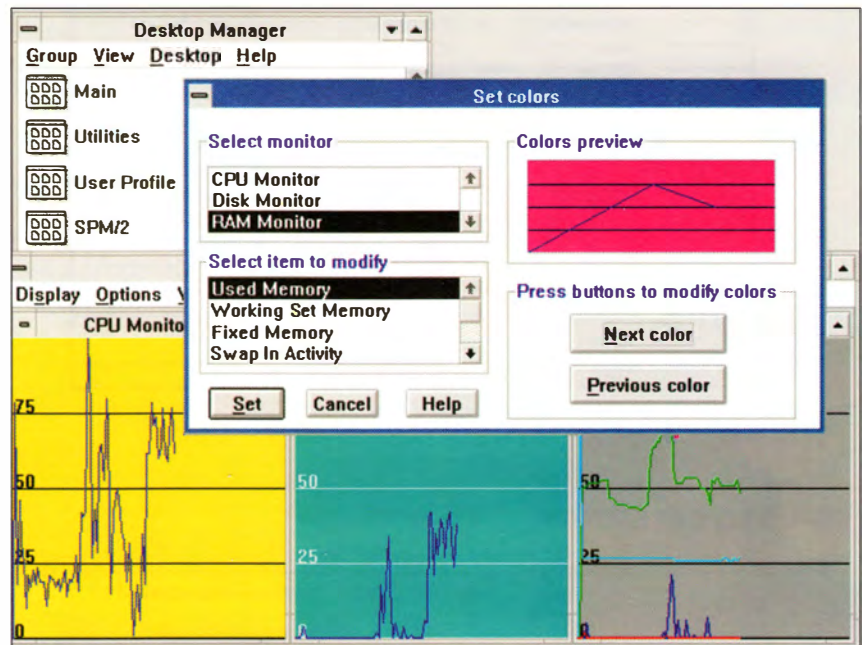 Desktop Manager
Group View Desktop Help
Main
Utilities
User Profile
SPM/2
Set colors
Select monitor
CPU Monitor
Disk Monitor
RAM Monitor
Select item to modify
Used Memory
Working Set Memory
Fixed Memory
Swap In Activity
Set Cancel Help
Colors preview
Press buttons to modify colors
Next color
Previous color
Display Options
CPU Monito
75
50
25
0
50
25
0
50
25
0